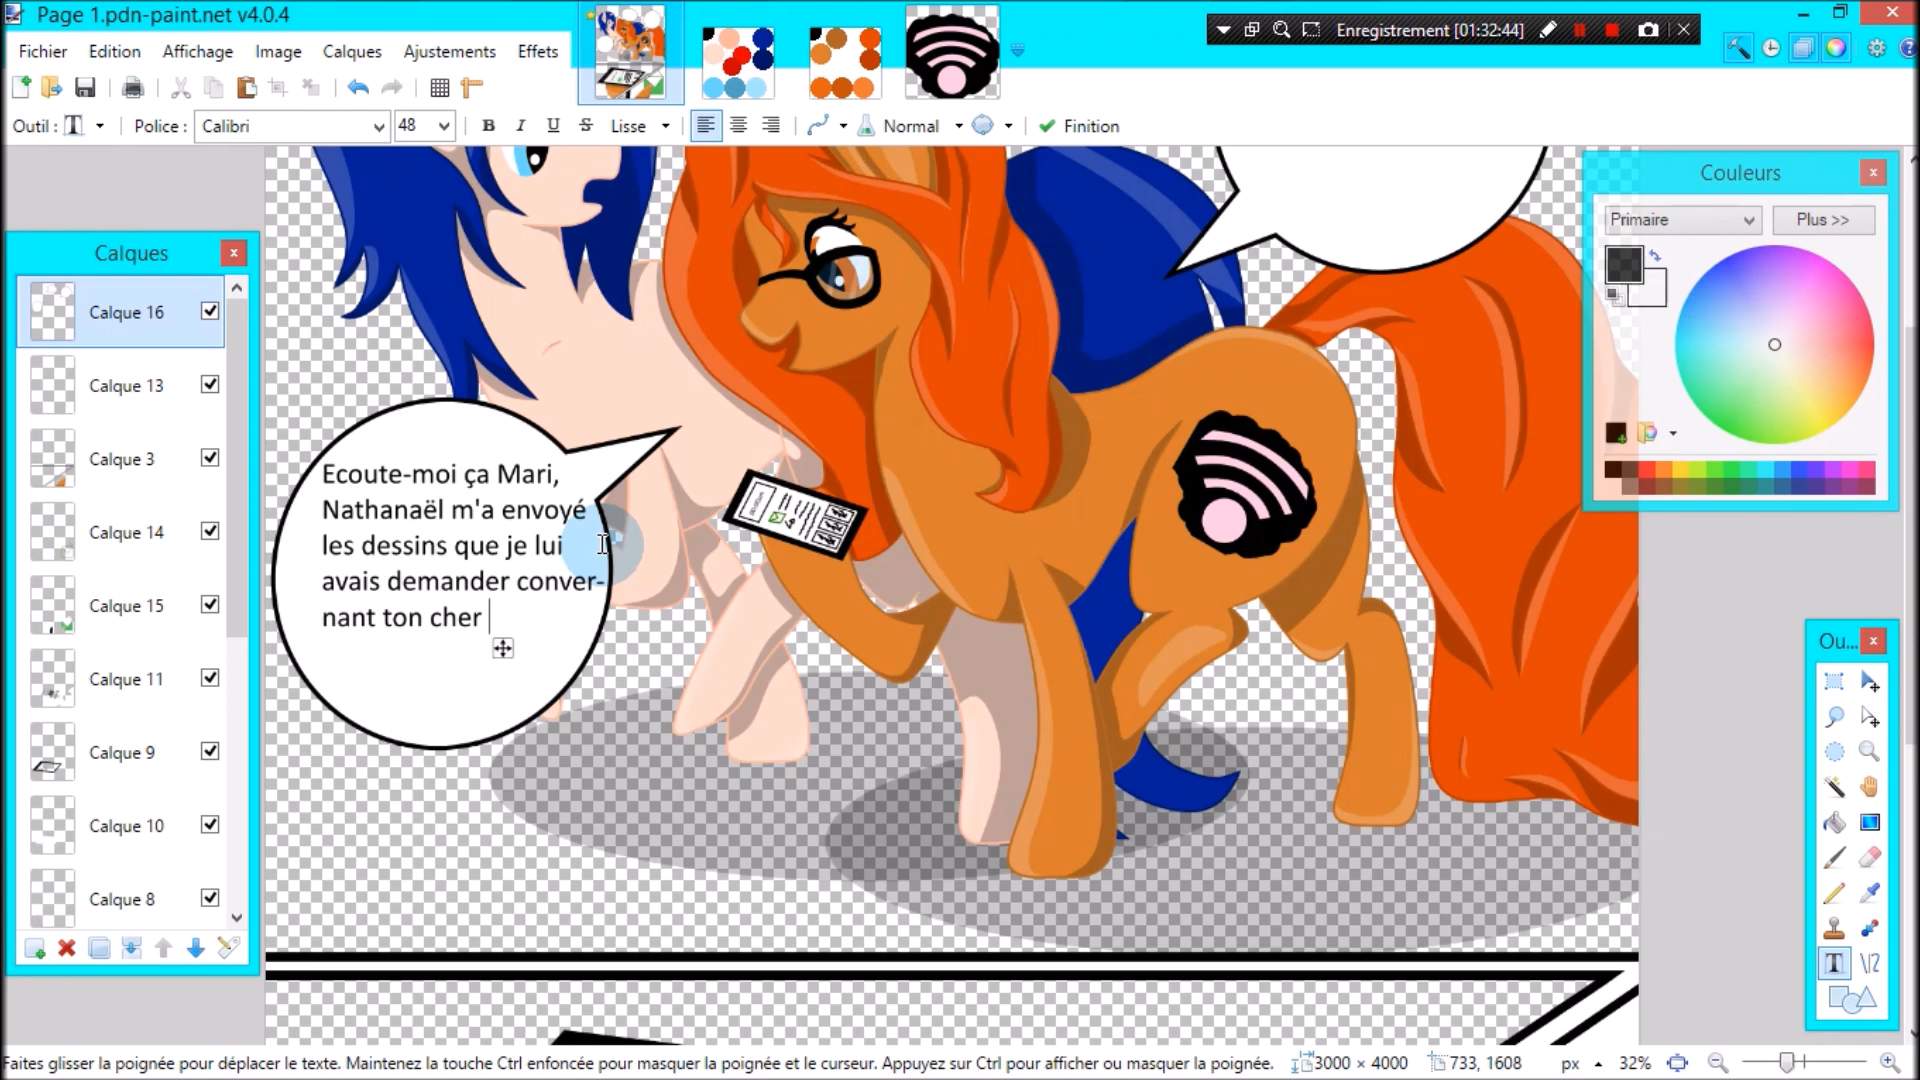 Page 1.pdn-paint.net v4.0.4
Enregistrement [01:32:44]
Fichier Edition Affichage Image Calques Ajustements Effets
Outil : T Police : Calibri 48 B I U S Lisse Normal Finition
Couleurs
Primaire Plus >>
Calques
Calque 16
Calque 13
Calque 3
Calque 14
Calque 15
Calque 11
Calque 9
Calque 10
Calque 8
Ecoute-moi ça Mari,
Nathanaël m'a envoyé
les dessins que je lui
avais demander conver-
nant ton cher
Ou...
Faites glisser la poignée pour déplacer le texte. Maintenez la touche Ctrl enfoncée pour masquer la poignée et le curseur. Appuyez sur Ctrl pour afficher ou masquer la poignée. 3000 × 4000 733, 1608 px 32%